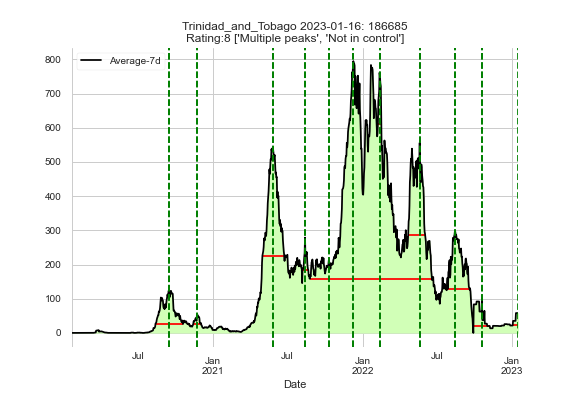 Trinidad_and_Tobago 2023-01-16: 186685
Rating:8 ['Multiple peaks', 'Not in control']
Average-7d
800
700
600
500
400
300
200
100
0
Jul
Jan
2021
Jul
Jan
2022
Jul
Jan
2023
Date